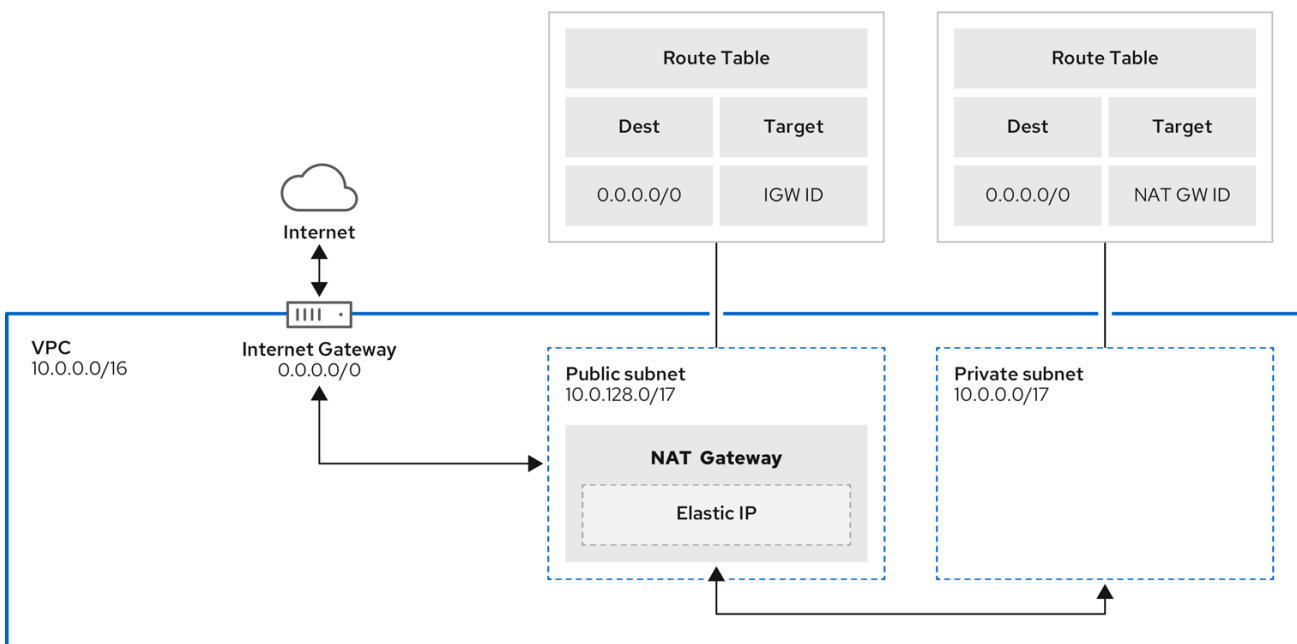 Route Table
Dest
Target
0.0.0.0/0
IGW ID
Route Table
Dest
Target
0.0.0.0/0
NAT GW ID
Internet
VPC
10.0.0.0/16
Internet Gateway
0.0.0.0/0
Public subnet
10.0.128.0/17
NAT Gateway
Elastic IP
Private subnet
10.0.0.0/17